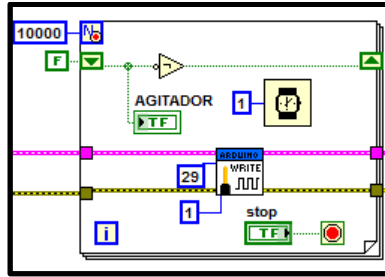 10000 N
F
AGITADOR 1
TF
ARDUINO
WRITE
29
1 stop
i TF